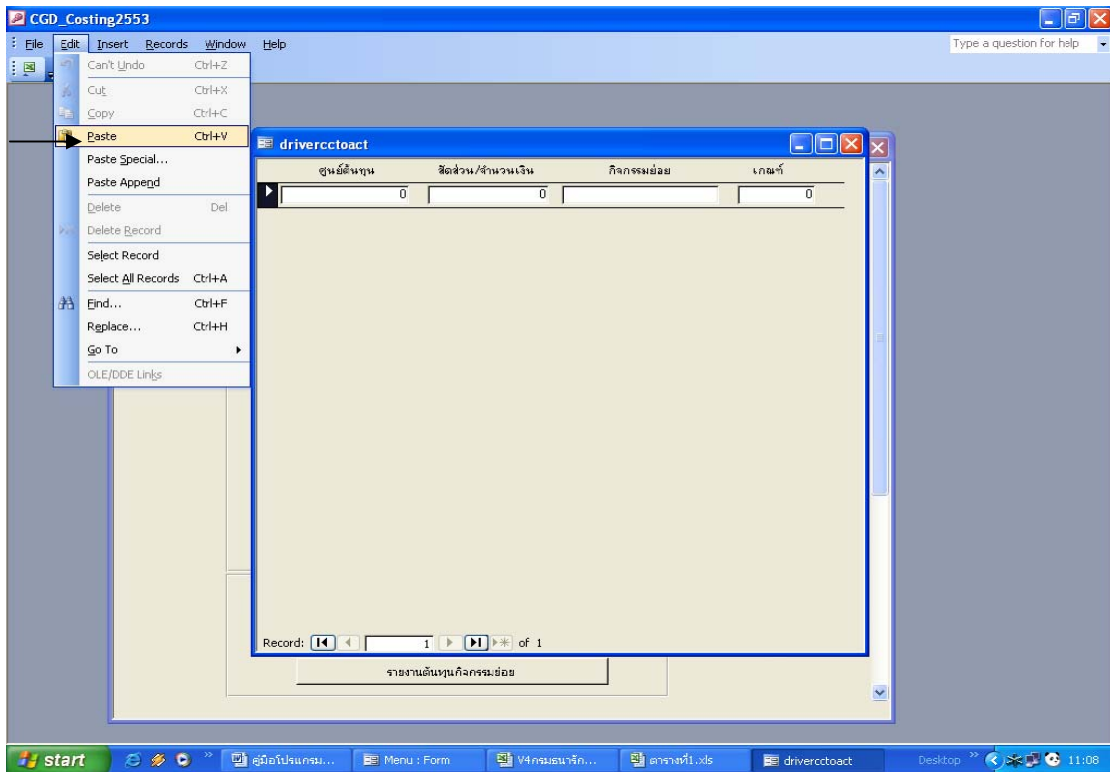 CGD_Costing2553
File Edit Insert Records Window Help
Type a question for help
Can't Undo Ctrl+Z
Cut Ctrl+X
Copy Ctrl+C
Paste Ctrl+V
Paste Special...
Paste Append
Delete Del
Delete Record
Select Record
Select All Records Ctrl+A
Find... Ctrl+F
Replace... Ctrl+H
Go To
OLE/DDE Links
drivercctoact
ศูนย์ต้นทุน สัดส่วน/จำนวนเงิน กิจกรรมย่อย เกณฑ์
0 0 0
Record: 1 of 1
รายงานต้นทุนกิจกรรมย่อย
start คู่มือโปรแกรม... Menu : Form V4กรมธนารัก... ตารางที่1.xls drivercctoact Desktop 11:08